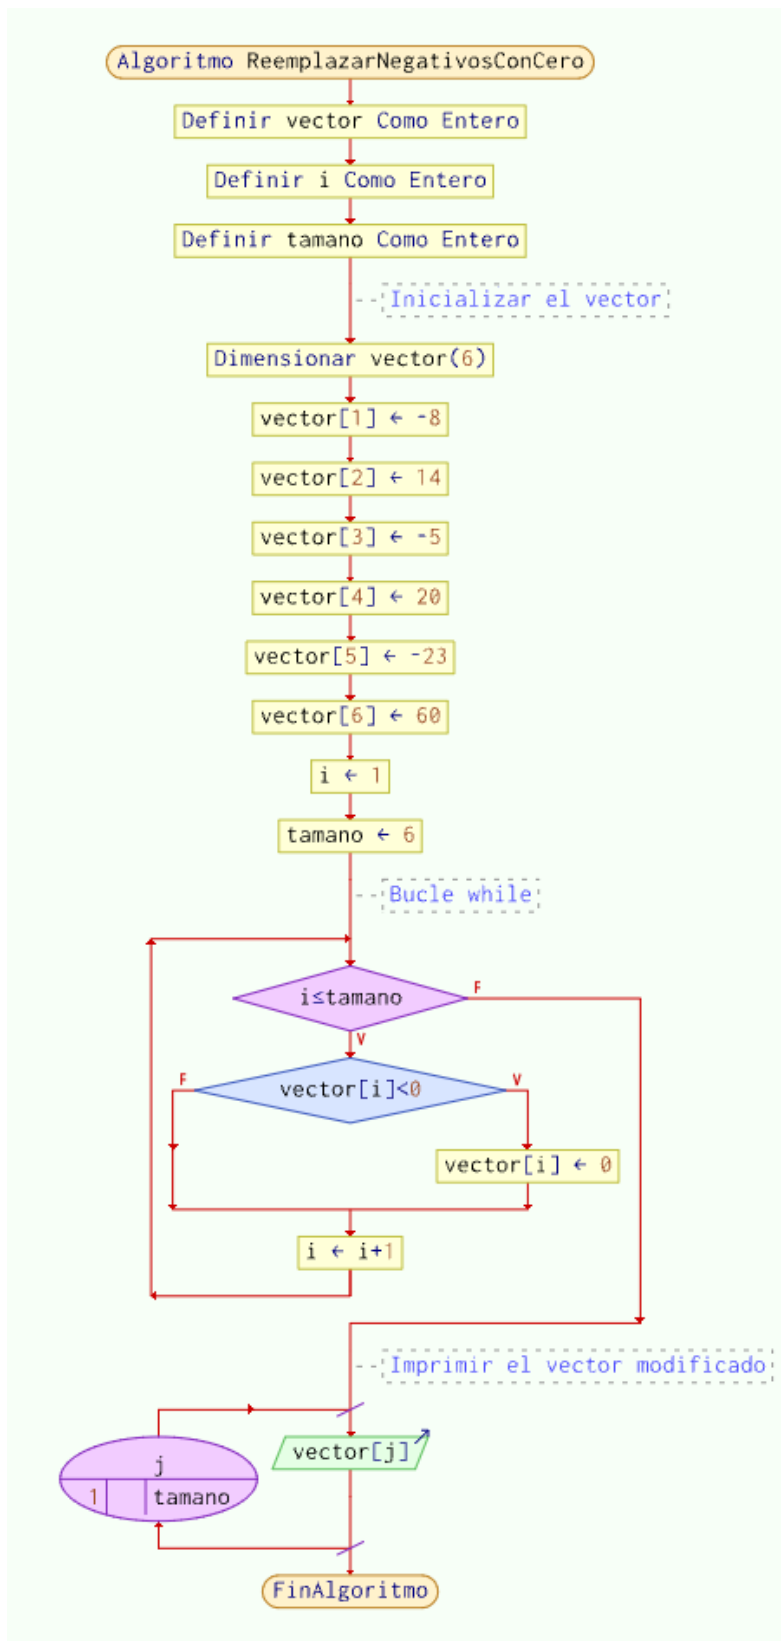 Algoritmo ReemplazarNegativosConCero
Definir vector Como Entero
Definir i Como Entero
Definir tamano Como Entero
Inicializar el vector
Dimensionar vector(6)
vector[1] ← -8
vector[2] ← 14
vector[3] ← -5
vector[4] ← 20
vector[5] ← -23
vector[6] ← 60
i ← 1
tamano ← 6
Bucle while
i≤tamano
F
V
F
vector[i]<0
V
vector[i] ← 0
i ← i+1
Imprimir el vector modificado
j
1
tamano
vector[j]
FinAlgoritmo